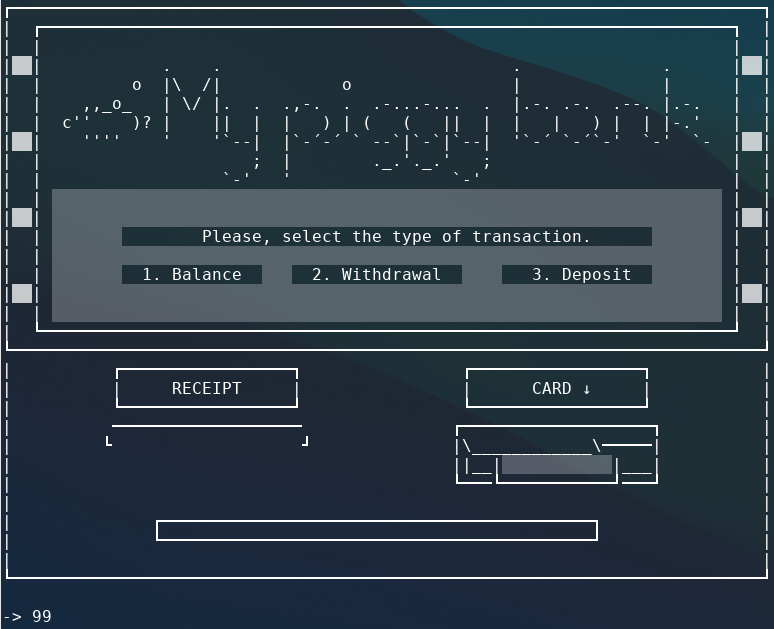 My piggy bank
Please, select the type of transaction.
1. Balance 2. Withdrawal 3. Deposit
RECEIPT CARD ↓
-> 99